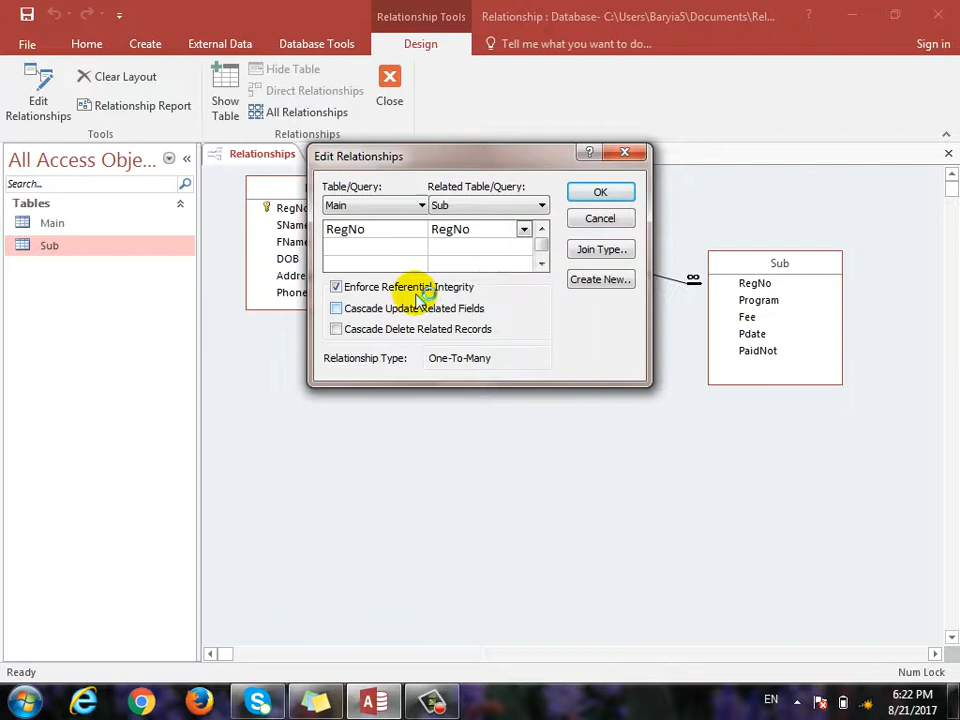 Relationship Tools
Relationship : Database- C:\Users\Baryia5\Documents\Rel...
File
Home
Create
External Data
Database Tools
Design
Tell me what you want to do...
Sign in
Edit Relationships
Clear Layout
Relationship Report
Tools
Show Table
Hide Table
Direct Relationships
All Relationships
Close
Relationships
All Access Obje...
Search...
Tables
Main
Sub
Relationships
RegNo
SName
FName
DOB
Addre
Phon
Edit Relationships
Table/Query:
Related Table/Query:
Main
Sub
RegNo
RegNo
Enforce Referential Integrity
Cascade Update Related Fields
Cascade Delete Related Records
Relationship Type:
One-To-Many
OK
Cancel
Join Type..
Create New..
Sub
RegNo
Program
Fee
Pdate
PaidNot
Ready
Num Lock
EN
6:22 PM
8/21/2017